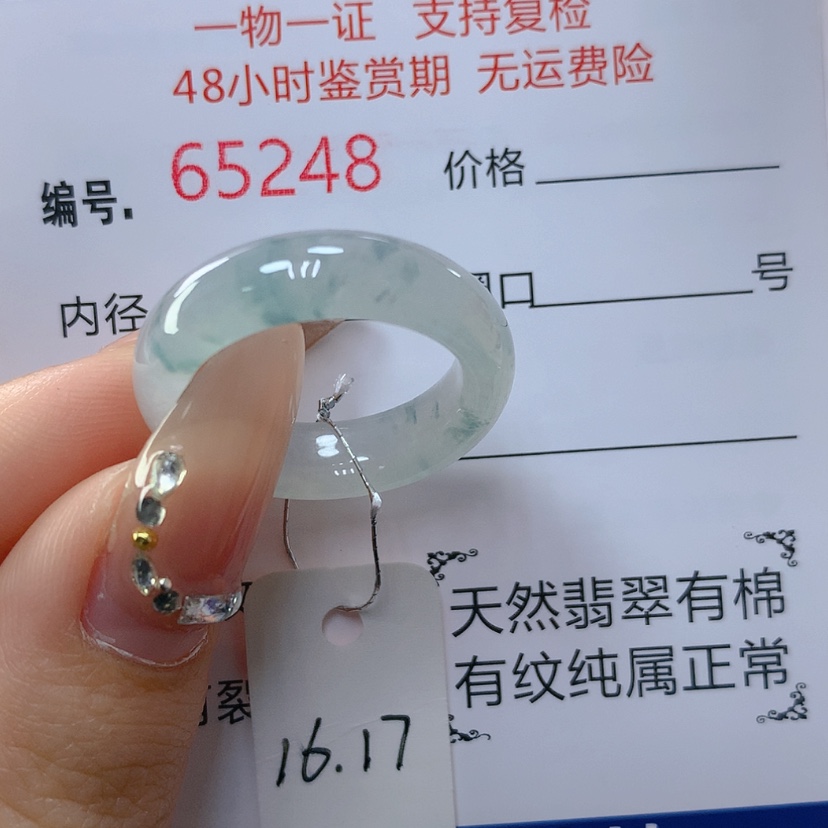 一物一证 支持复检
48小时鉴赏期 无运费险
编号. 65248 价格
内径 口 号
天然翡翠有棉
有纹纯属正常
裂
16.17